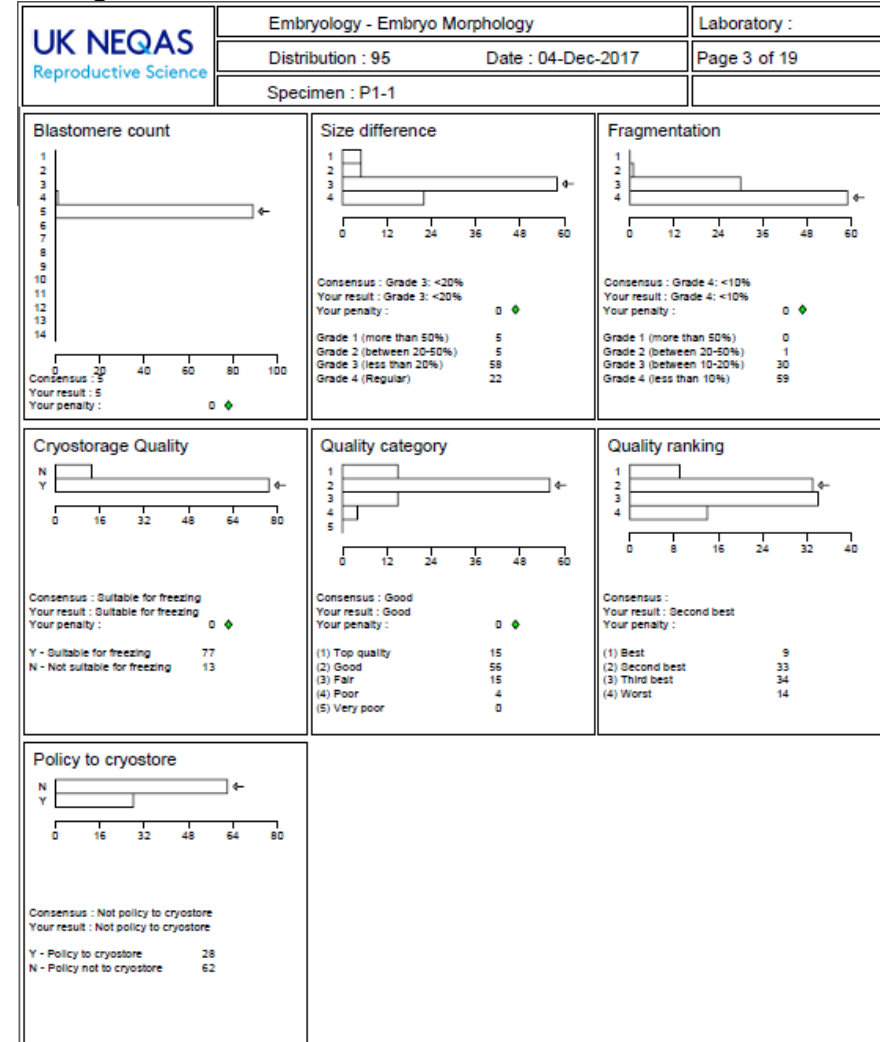 UK NEQAS
Reproductive Science
Embryology - Embryo Morphology
Laboratory :
Distribution : 95 Date : 04-Dec-2017
Page 3 of 19
Specimen : P1-1
Blastomere count
1
2
3
4
5
6
7
8
9
10
11
12
13
14
0 20 40 60 80 100
Consensus : 5
Your result : 5
Your penalty : 0
Size difference
1
2
3
4
0 12 24 36 48 60
Consensus : Grade 3: <20%
Your result : Grade 3: <20%
Your penalty : 0
Grade 1 (more than 50%) 5
Grade 2 (between 20-50%) 5
Grade 3 (less than 20%) 58
Grade 4 (Regular) 22
Fragmentation
1
2
3
4
0 12 24 36 48 60
Consensus : Grade 4: <10%
Your result : Grade 4: <10%
Your penalty : 0
Grade 1 (more than 50%) 0
Grade 2 (between 20-50%) 1
Grade 3 (between 10-20%) 30
Grade 4 (less than 10%) 59
Cryostorage Quality
N
Y
0 16 32 48 64 80
Consensus : Suitable for freezing
Your result : Suitable for freezing
Your penalty : 0
Y - Suitable for freezing 77
N - Not suitable for freezing 13
Quality category
1
2
3
4
5
0 12 24 36 48 60
Consensus : Good
Your result : Good
Your penalty : 0
(1) Top quality 15
(2) Good 56
(3) Fair 15
(4) Poor 4
(5) Very poor 0
Quality ranking
1
2
3
4
0 8 16 24 32 40
Consensus :
Your result : Second best
Your penalty :
(1) Best 9
(2) Second best 33
(3) Third best 34
(4) Worst 14
Policy to cryostore
N
Y
0 16 32 48 64 80
Consensus : Not policy to cryostore
Your result : Not policy to cryostore
Y - Policy to cryostore 28
N - Policy not to cryostore 62